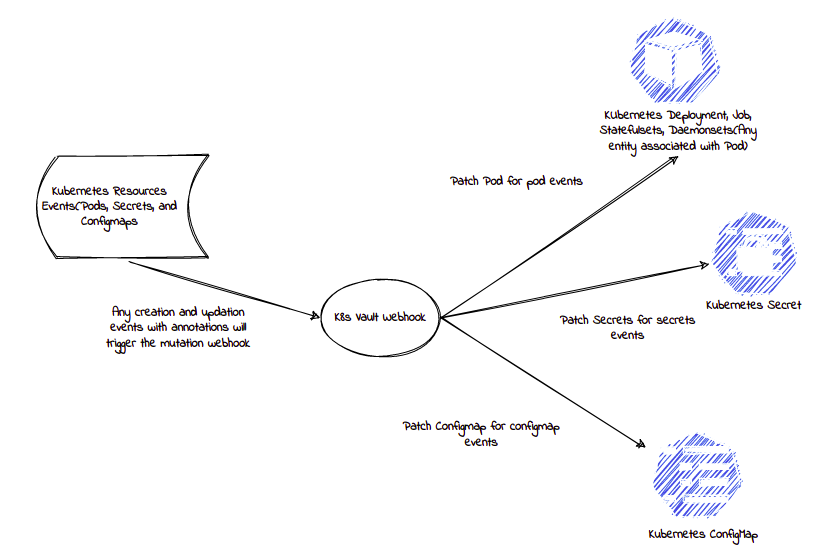 Kubernetes Deployment, Job,
Statefulsets, Daemonsets(Any
entity associated with Pod)
Patch Pod for pod events
Kubernetes Resources
Events(Pods, Secrets, and
Configmaps
Any creation and updation
events with annotations will
trigger the mutation webhook
K8s Vault Webhook
Kubernetes Secret
Patch Secrets for secrets
events
Patch Configmap for configmap
events
Kubernetes ConfigMap